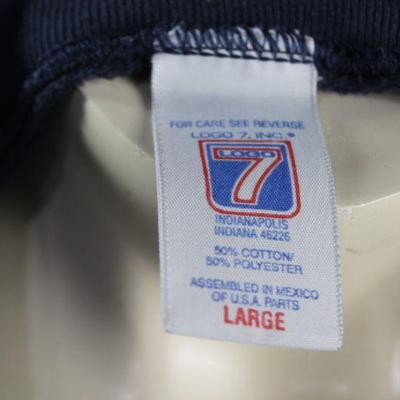 FOR CARE SEE REVERSE
LOGO 7, INC.®
LOGO
7
INDIANAPOLIS
INDIANA 46226
50% COTTON/
50% POLYESTER
ASSEMBLED IN MEXICO
OF U.S.A. PARTS
LARGE